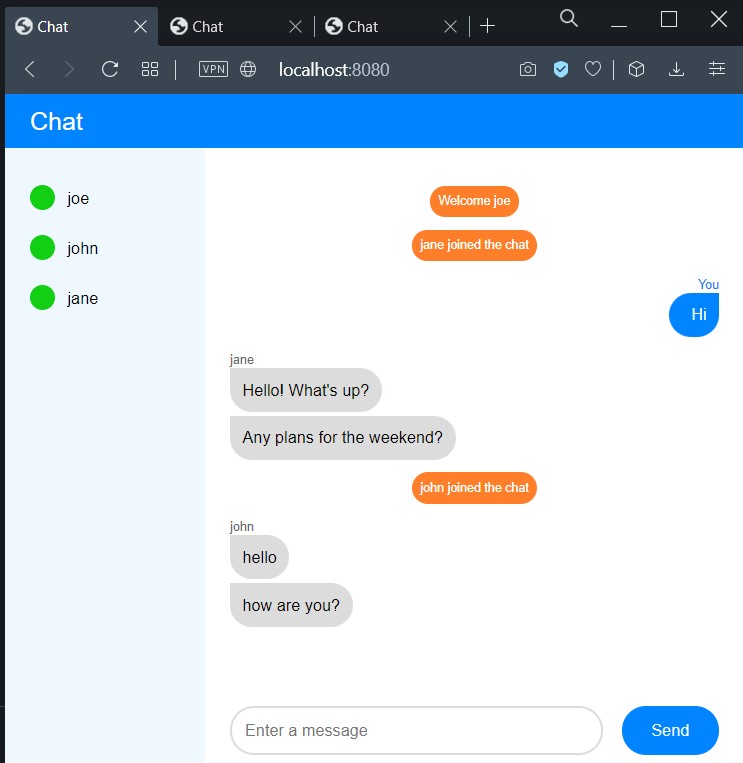 Chat
Chat
Chat
VPN
localhost:8080
Chat
joe
john
jane
Welcome joe
jane joined the chat
You
Hi
jane
Hello! What's up?
Any plans for the weekend?
john joined the chat
john
hello
how are you?
Enter a message
Send